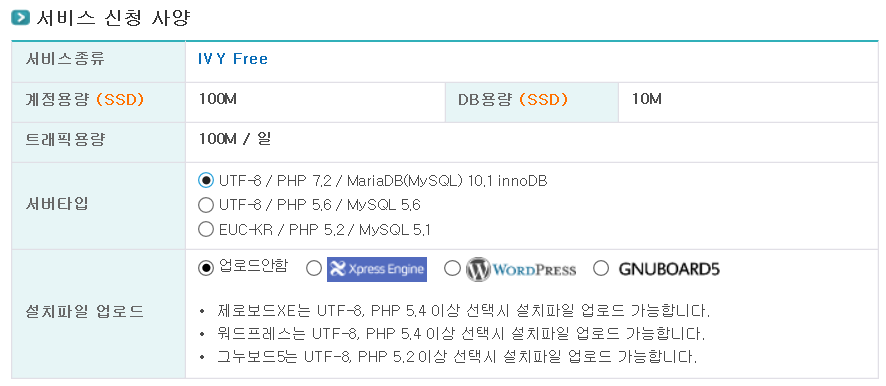 서비스 신청 사양
서비스종류 IVY Free
계정용량 (SSD) 100M DB용량 (SSD) 10M
트래픽용량 100M / 일
서버타입
UTF-8 / PHP 7.2 / MariaDB(MySQL) 10.1 innoDB
UTF-8 / PHP 5.6 / MySQL 5.6
EUC-KR / PHP 5.2 / MySQL 5.1
설치파일 업로드
업로드안함 Xpress Engine WORDPRESS GNUBOARD5
• 제로보드XE는 UTF-8, PHP 5.4 이상 선택시 설치파일 업로드 가능합니다.
• 워드프레스는 UTF-8, PHP 5.4 이상 선택시 설치파일 업로드 가능합니다.
• 그누보드5는 UTF-8, PHP 5.2 이상 선택시 설치파일 업로드 가능합니다.